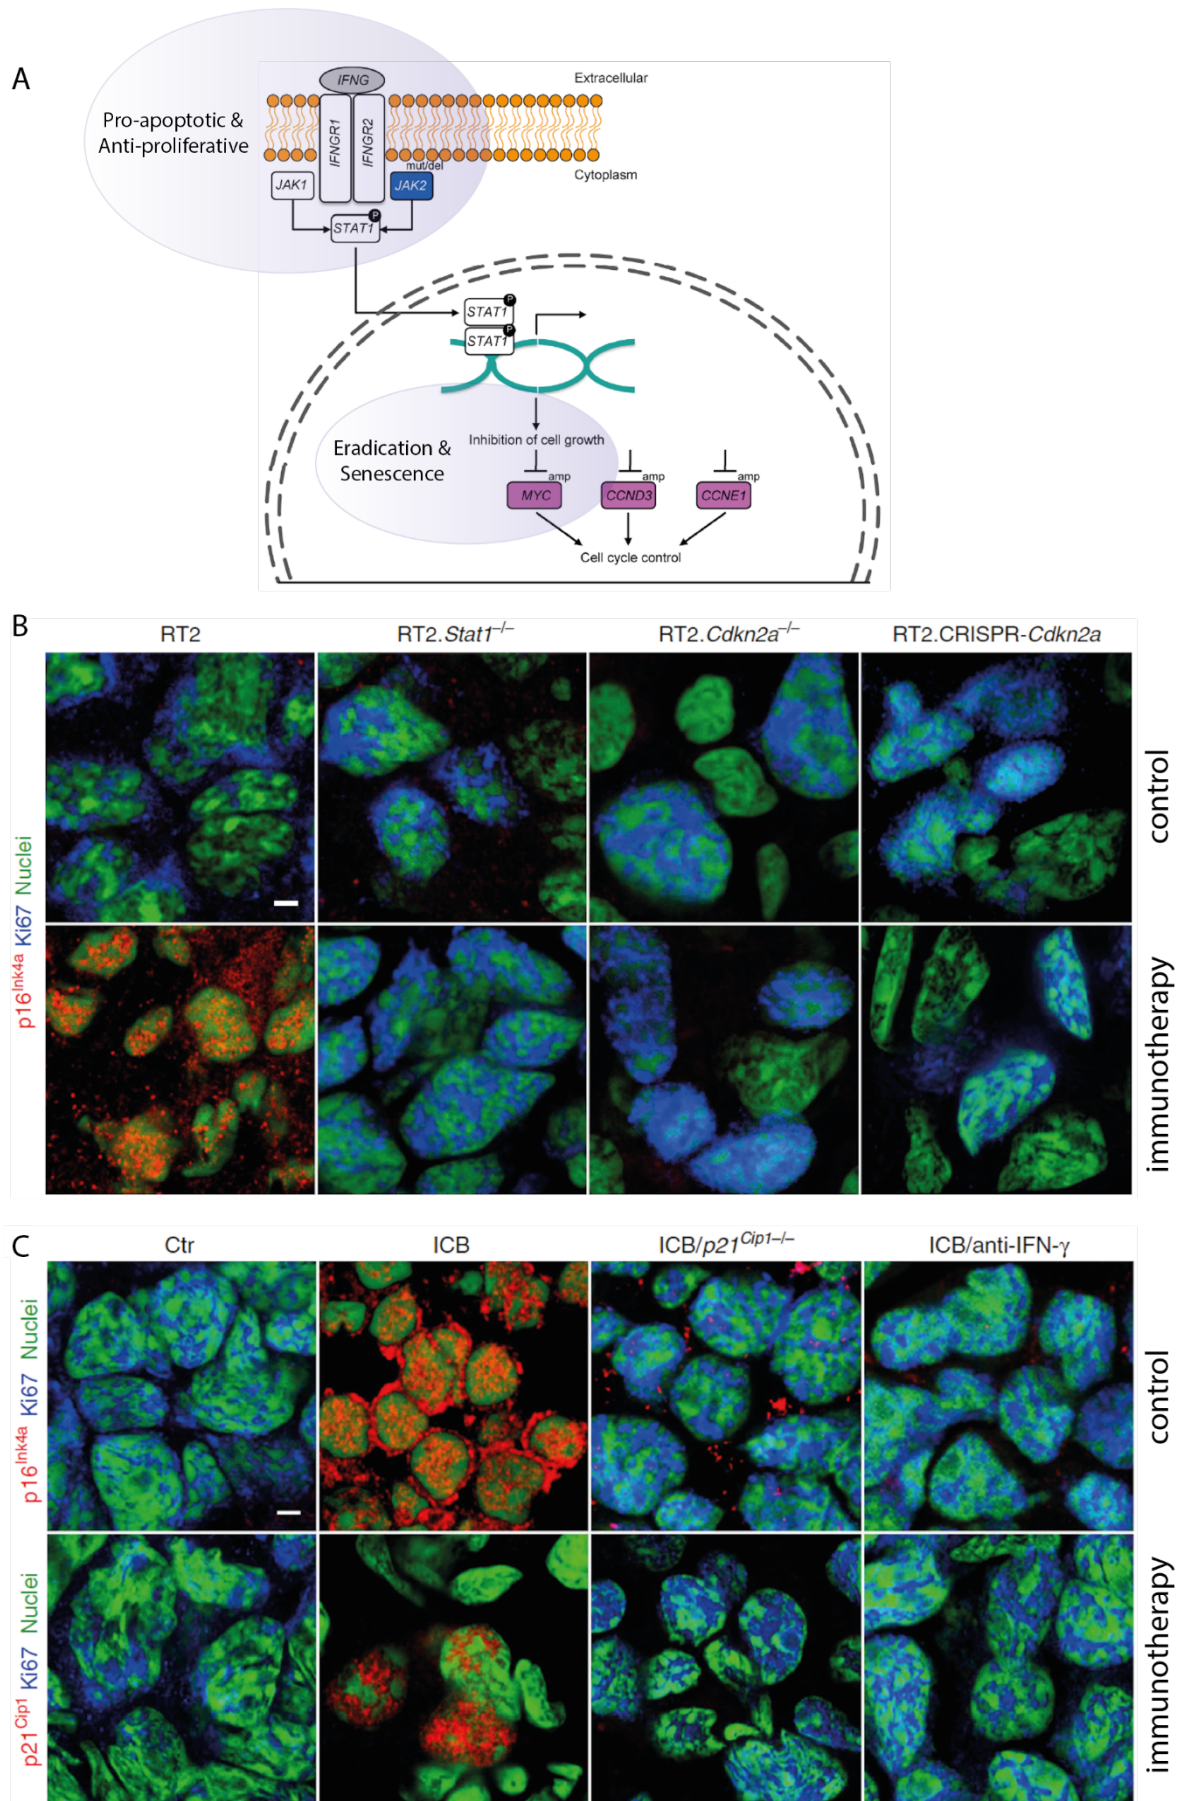 A
IFNG
Extracellular
Pro-apoptotic &
Anti-proliferative
IFNGR1
IFNGR2
mut/del
Cytoplasm
JAK1
JAK2
P
STAT1
P
STAT1
P
STAT1
Eradication &
Senescence
Inhibition of cell growth
amp
amp
amp
MYC
CCND3
CCNE1
Cell cycle control
B
RT2
RT2.Stat1–/–
RT2.Cdkn2a–/–
RT2.CRISPR-Cdkn2a
p16Ink4a Ki67 Nuclei
control
immunotherapy
C
Ctr
ICB
ICB/p21Cip1–/–
ICB/anti-IFN-γ
p16Ink4a Ki67 Nuclei
control
p21Cip1 Ki67 Nuclei
immunotherapy